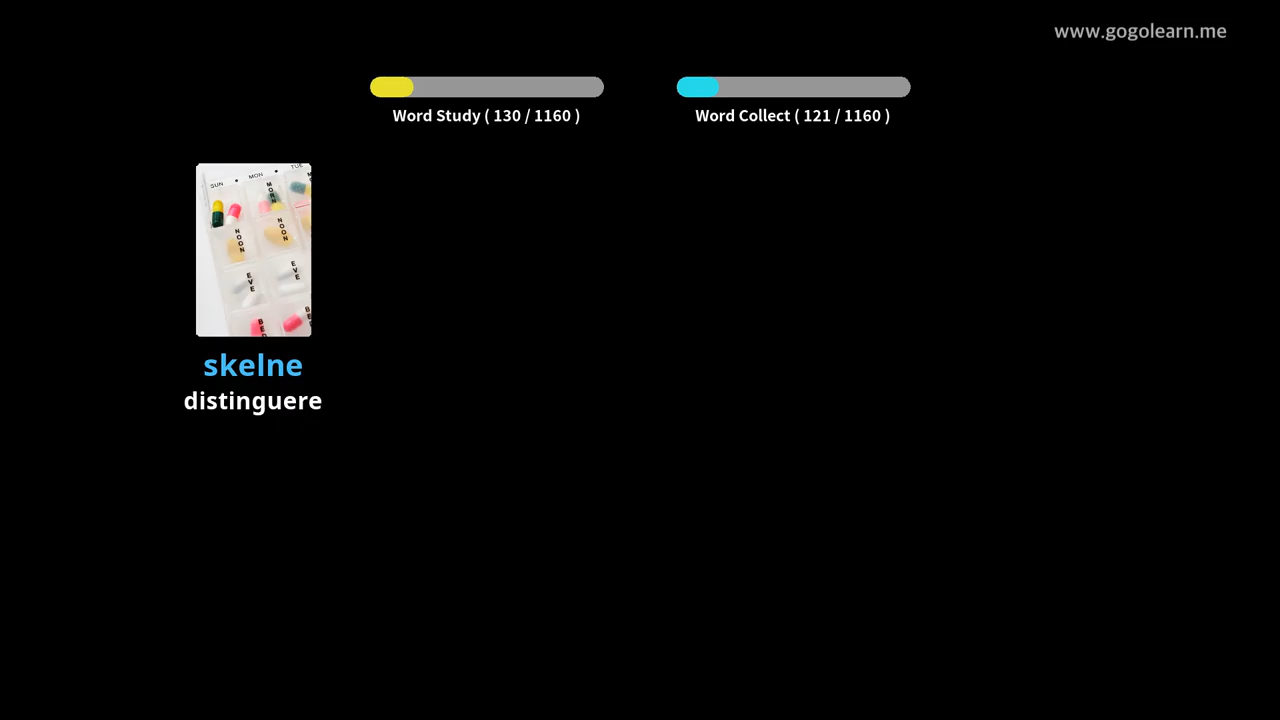 www.gogolearn.me
Word Study ( 130 / 1160 )
Word Collect ( 121 / 1160 )
SUN
MON
TUE
MORN
NOON
NOON
EVE
EVE
skelne
distinguere